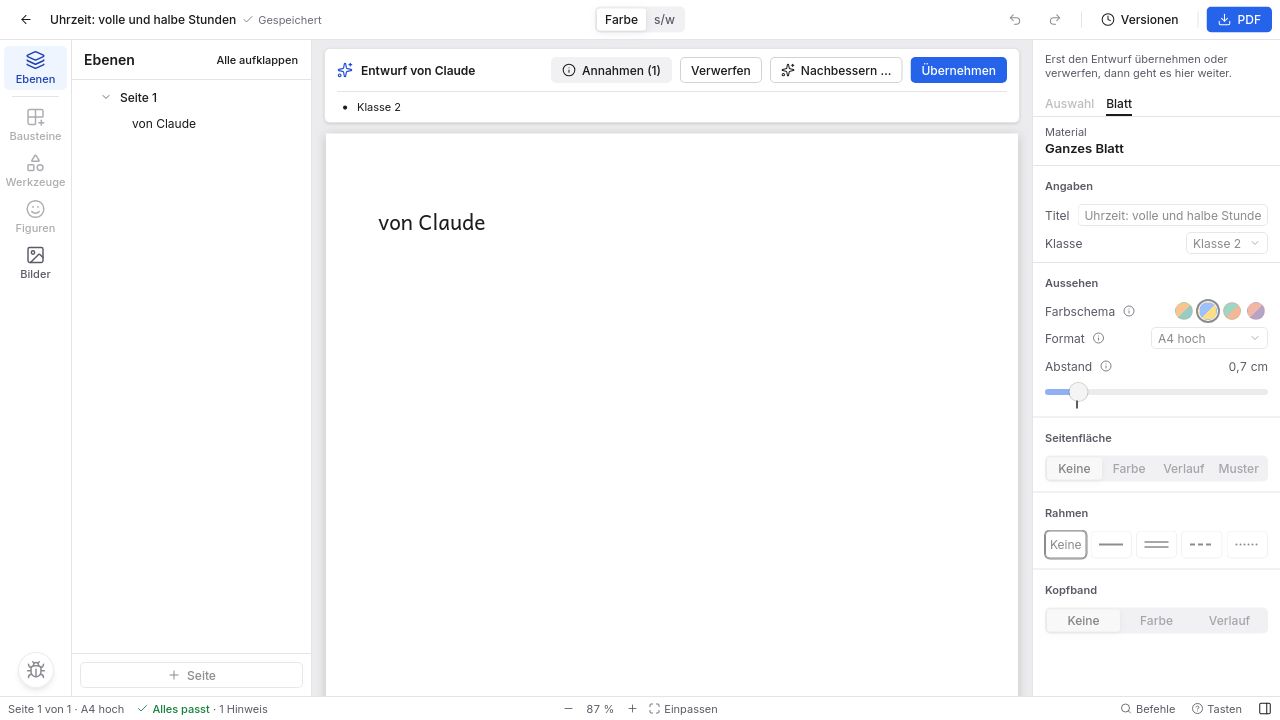 Uhrzeit: volle und halbe Stunden
Gespeichert
Farbe
s/w
Versionen
PDF
Ebenen
Bausteine
Werkzeuge
Figuren
Bilder
Ebenen
Alle aufklappen
Seite 1
von Claude
Seite
Entwurf von Claude
Annahmen (1)
Verwerfen
Nachbessern ...
Übernehmen
• Klasse 2
von Claude
Erst den Entwurf übernehmen oder
verwerfen, dann geht es hier weiter.
Auswahl
Blatt
Material
Ganzes Blatt
Angaben
Titel
Uhrzeit: volle und halbe Stunde
Klasse
Klasse 2
Aussehen
Farbschema
Format
A4 hoch
Abstand
0,7 cm
Seitenfläche
Keine
Farbe
Verlauf
Muster
Rahmen
Keine
Kopfband
Keine
Farbe
Verlauf
Seite 1 von 1 · A4 hoch
Alles passt · 1 Hinweis
87 %
Einpassen
Befehle
Tasten